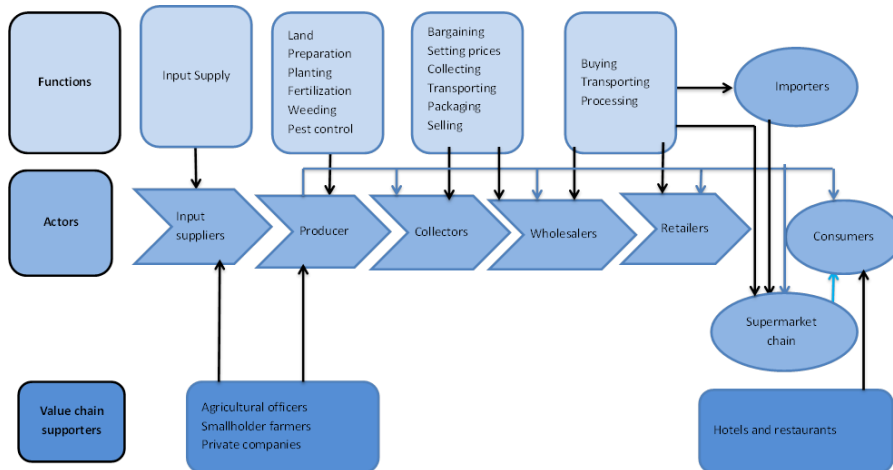 Functions
Input Supply
Land
Preparation
Planting
Fertilization
Weeding
Pest control
Bargaining
Setting prices
Collecting
Transporting
Packaging
Selling
Buying
Transporting
Processing
Importers
Actors
Input
suppliers
Producer
Collectors
Wholesalers
Retailers
Consumers
Supermarket
chain
Value chain
supporters
Agricultural officers
Smallholder farmers
Private companies
Hotels and restaurants